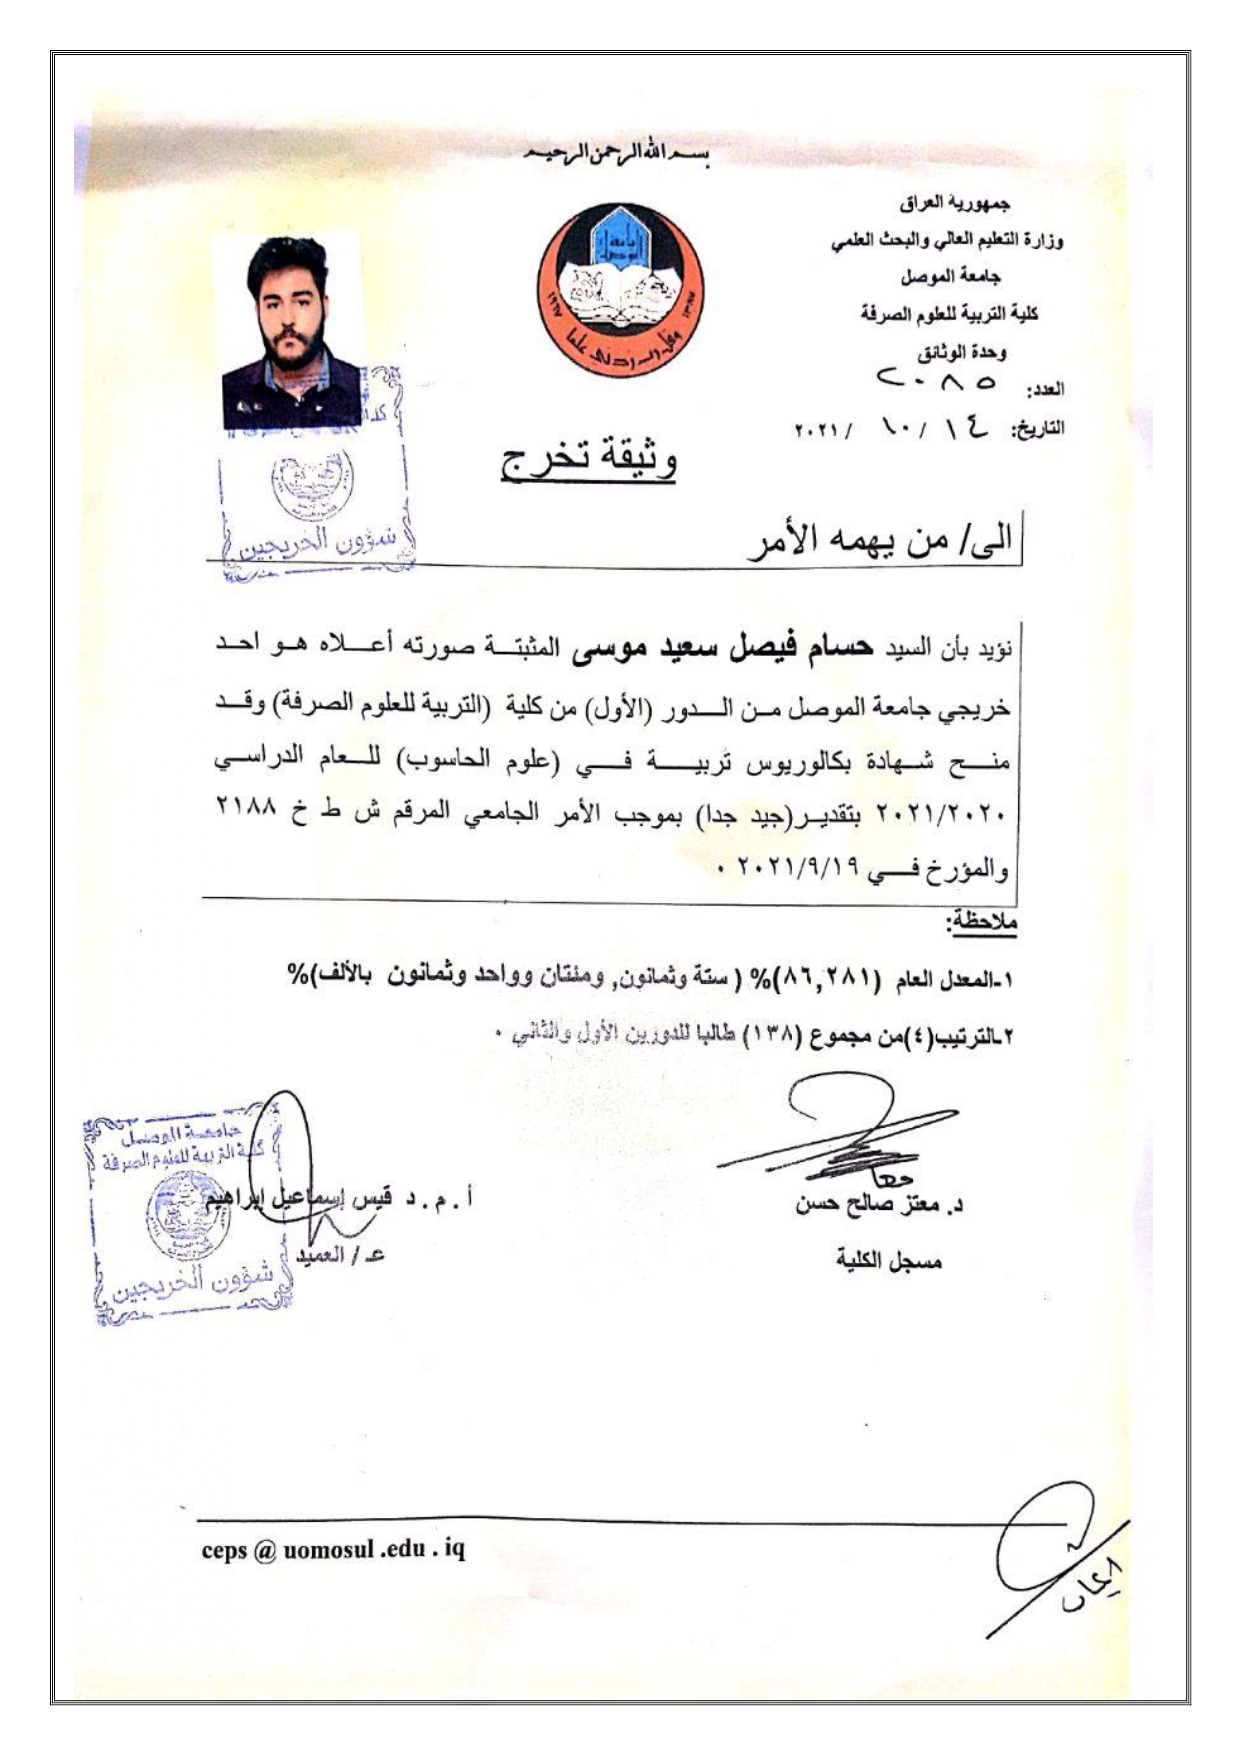 بسم الله الرحمن الرحيم
جمهورية العراق
وزارة التعليم العالي والبحث العلمي
جامعة الموصل
كلية التربية للعلوم الصرفة
وحدة الوثائق
العدد: ٢٠٨٥
التاريخ: ١٤ /١٠ /٢٠٢١
جامعة الموصل
١٩٦٧ ١٣٨٧
وقل رب زدني علما
وثيقة تخرج
شؤون الخريجين
الى/ من يهمه الأمر
نؤيد بأن السيد حسام فيصل سعيد موسى المثبتة صورته أعلاه هو احد
خريجي جامعة الموصل من الدور (الأول) من كلية (التربية للعلوم الصرفة) وقد
منح شهادة بكالوريوس تربية في (علوم الحاسوب) للعام الدراسي
٢٠٢١/٢٠٢٠ بتقدير(جيد جدا) بموجب الأمر الجامعي المرقم ش ط خ ٢١٨٨
والمؤرخ في ٢٠٢١/٩/١٩ ٠
ملاحظة:
١-المعدل العام (٨٦,٢٨١)% ( ستة وثمانون, ومئتان وواحد وثمانون بالألف)%
٢-الترتيب(٤)من مجموع (١٣٨) طالبا للدورين الأول والثاني ٠
د. معتز صالح حسن
مسجل الكلية
أ . م . د قيس إسماعيل إبراهيم
عـ / العميد
جامعة الموصل
كلية التربية للعلوم الصرفة
شؤون الخريجين
ceps @ uomosul .edu . iq